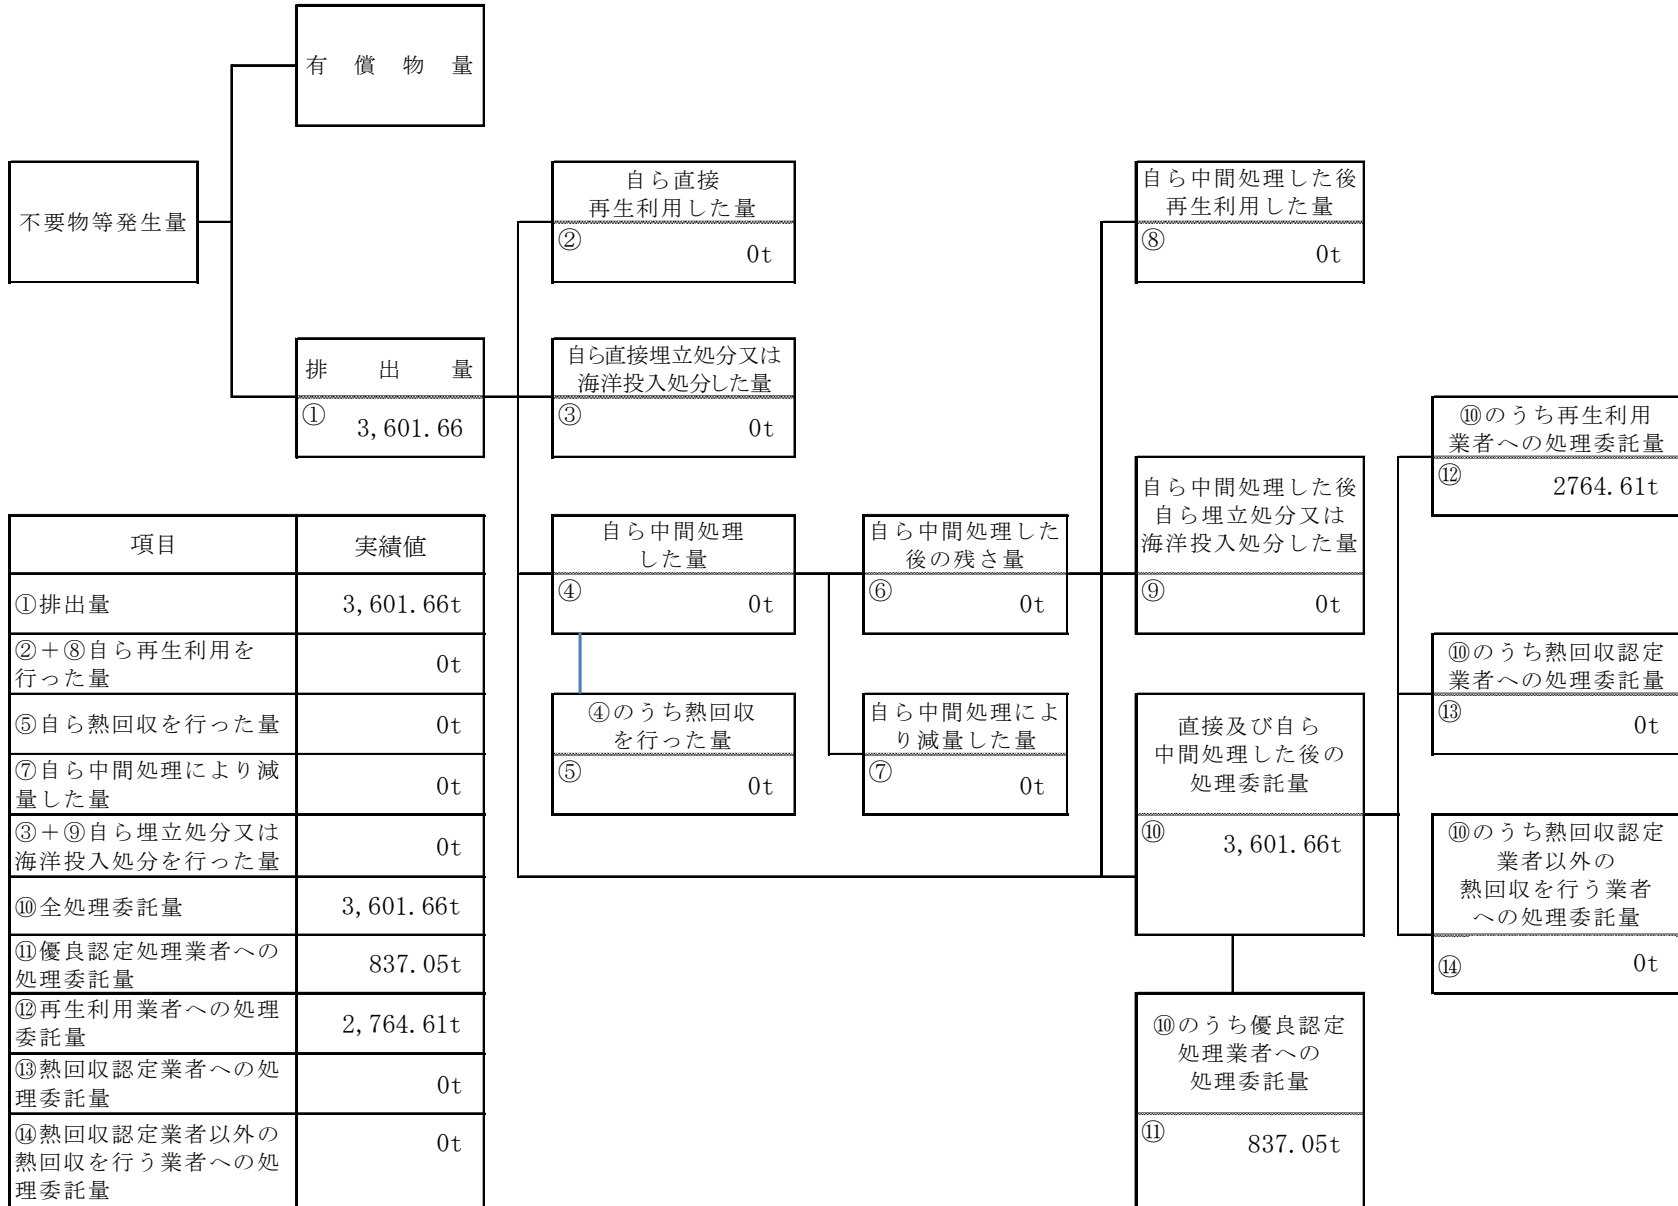 有償物量
不要物等発生量
排出量
① 3,601.66
自ら直接
再生利用した量
② 0t
自ら直接埋立処分又は
海洋投入処分した量
③ 0t
自ら中間処理
した量
④ 0t
④のうち熱回収
を行った量
⑤ 0t
自ら中間処理した
後の残さ量
⑥ 0t
自ら中間処理によ
り減量した量
⑦ 0t
自ら中間処理した後
再生利用した量
⑧ 0t
自ら中間処理した後
自ら埋立処分又は
海洋投入処分した量
⑨ 0t
直接及び自ら
中間処理した後の
処理委託量
⑩ 3,601.66t
⑩のうち優良認定
処理業者への
処理委託量
⑪ 837.05t
⑩のうち再生利用
業者への処理委託量
⑫ 2764.61t
⑩のうち熱回収認定
業者への処理委託量
⑬ 0t
⑩のうち熱回収認定
業者以外の
熱回収を行う業者
への処理委託量
⑭ 0t
項目 実績値
①排出量 3,601.66t
②+⑧自ら再生利用を
行った量 0t
⑤自ら熱回収を行った量 0t
⑦自ら中間処理により減
量した量 0t
③+⑨自ら埋立処分又は
海洋投入処分を行った量 0t
⑩全処理委託量 3,601.66t
⑪優良認定処理業者への
処理委託量 837.05t
⑫再生利用業者への処理
委託量 2,764.61t
⑬熱回収認定業者への処
理委託量 0t
⑭熱回収認定業者以外の
熱回収を行う業者への処
理委託量 0t